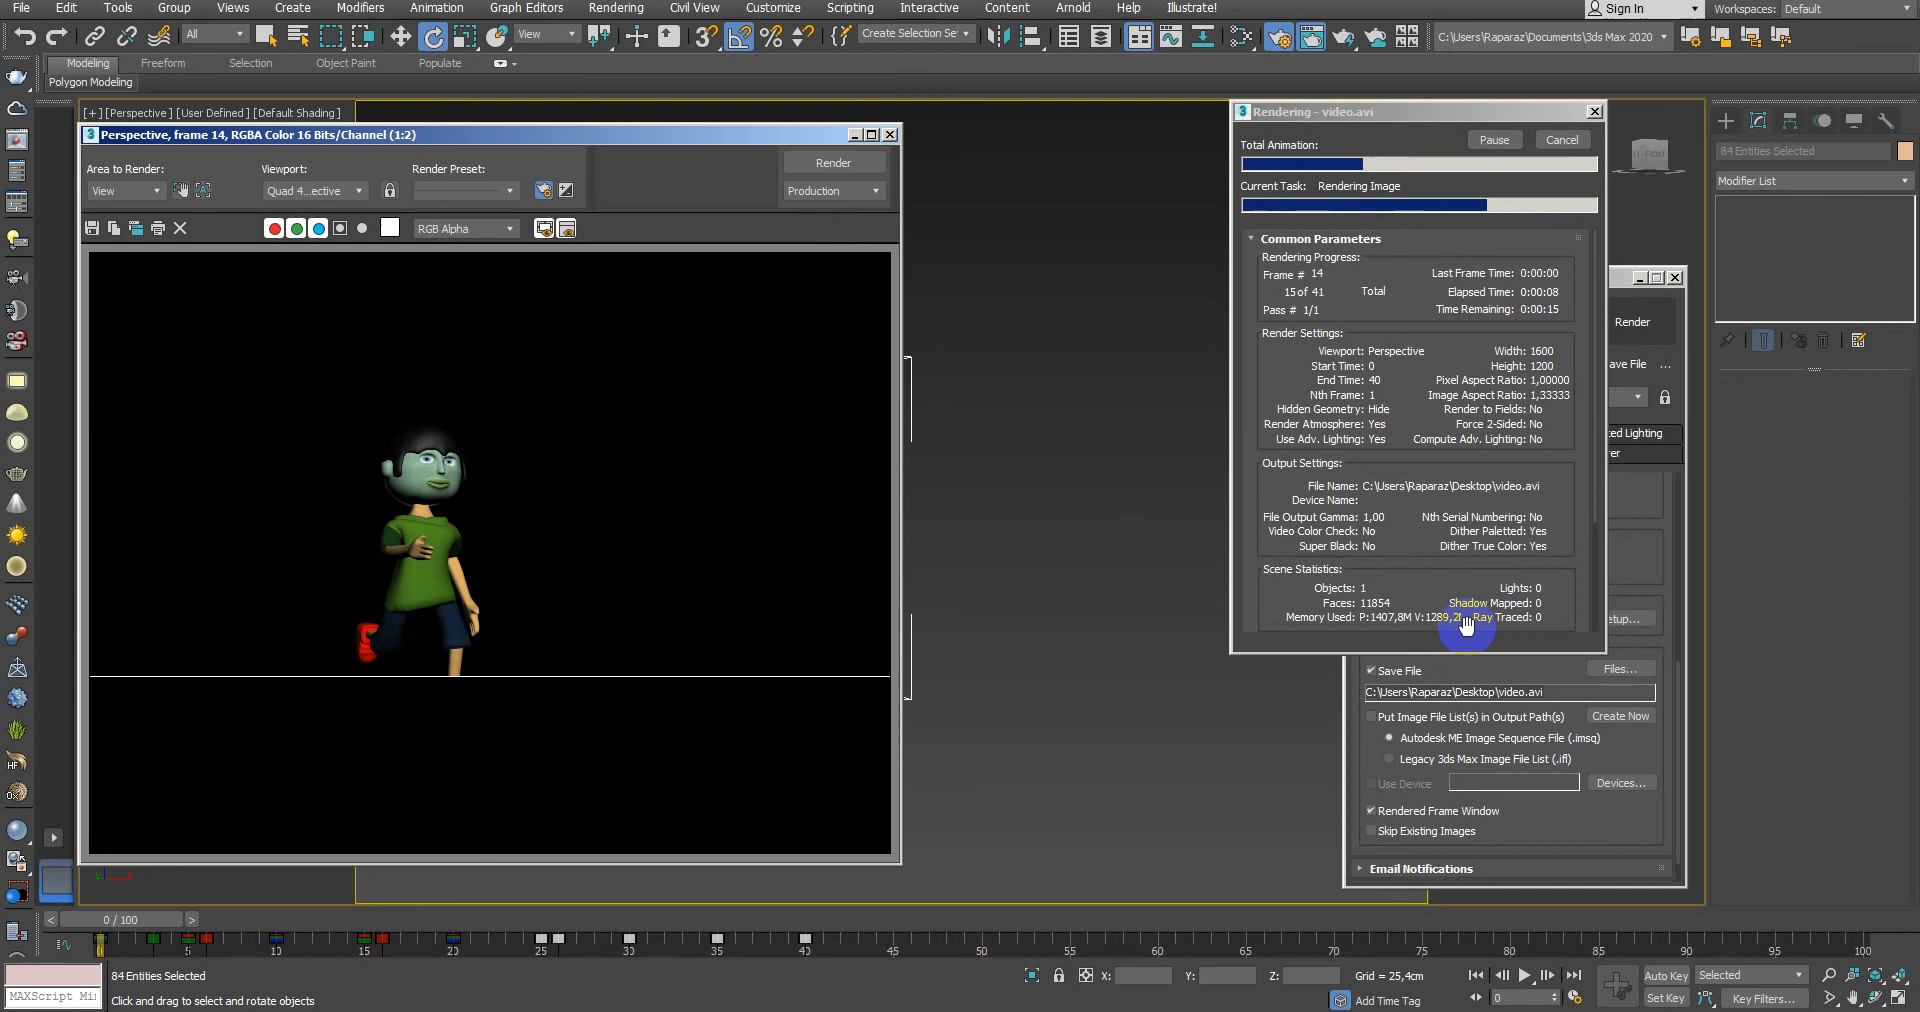 File Edit Tools Group Views Create Modifiers Animation Graph Editors Rendering Civil View Customize Scripting Interactive Content Arnold Help Illustrate! Sign In Workspaces: Default
All View Create Selection Se C:\Users\Raparaz\Documents\3ds Max 2020
Modeling Freeform Selection Object Paint Populate
Polygon Modeling
[+] [Perspective] [User Defined] [Default Shading]
3 Perspective, frame 14, RGBA Color 16 Bits/Channel (1:2)
Area to Render: Viewport: Render Preset: Render
View Quad 4...ective Production
RGB Alpha
3 Rendering - video.avi
Total Animation: Pause Cancel
Current Task: Rendering Image
Common Parameters
Rendering Progress:
Frame # 14 Last Frame Time: 0:00:00
15 of 41 Total Elapsed Time: 0:00:08
Pass # 1/1 Time Remaining: 0:00:15
Render Settings:
Viewport: Perspective Width: 1600
Start Time: 0 Height: 1200
End Time: 40 Pixel Aspect Ratio: 1,00000
Nth Frame: 1 Image Aspect Ratio: 1,33333
Hidden Geometry: Hide Render to Fields: No
Render Atmosphere: Yes Force 2-Sided: No
Use Adv. Lighting: Yes Compute Adv. Lighting: No
Output Settings:
File Name: C:\Users\Raparaz\Desktop\video.avi
Device Name:
File Output Gamma: 1,00 Nth Serial Numbering: No
Video Color Check: No Dither Paletted: Yes
Super Black: No Dither True Color: Yes
Scene Statistics:
Objects: 1 Lights: 0
Faces: 11854 Shadow Mapped: 0
Memory Used: P:1407,8M V:1289,2 Ray Traced: 0
FRONT
84 Entities Selected
Modifier List
Render
ave File ...
ed Lighting
rer
etup...
Save File Files...
C:\Users\Raparaz\Desktop\video.avi
Put Image File List(s) in Output Path(s) Create Now
Autodesk ME Image Sequence File (.imsq)
Legacy 3ds Max Image File List (.ifl)
Use Device Devices...
Rendered Frame Window
Skip Existing Images
Email Notifications
0 / 100
0 5 10 15 20 25 30 35 40 45 50 55 60 65 70 75 80 85 90 95 100
84 Entities Selected X: Y: Z: Grid = 25,4cm Auto Key Selected
MAXScript Mi Click and drag to select and rotate objects Add Time Tag 0 Set Key Key Filters...